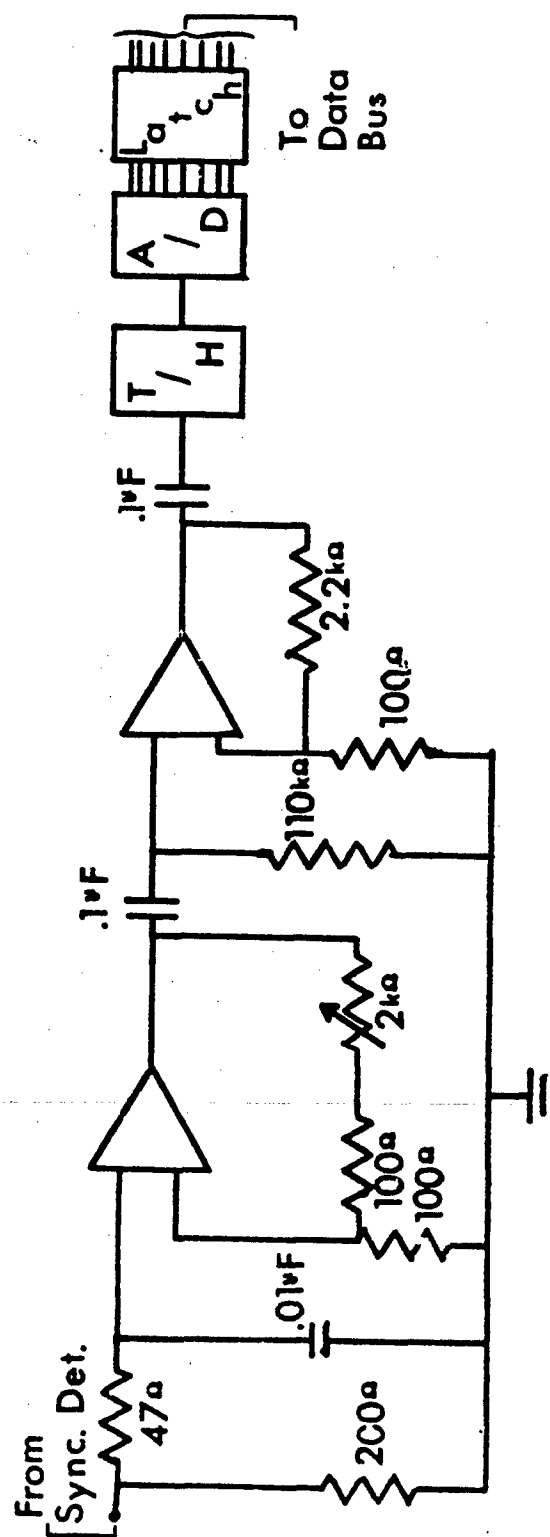 From
Sync. Det.
47Ω
200Ω
.01µF
100Ω
100Ω
2kΩ
.1µF
110kΩ
100Ω
2.2kΩ
.1µF
T/H
A/D
Latch
To
Data
Bus